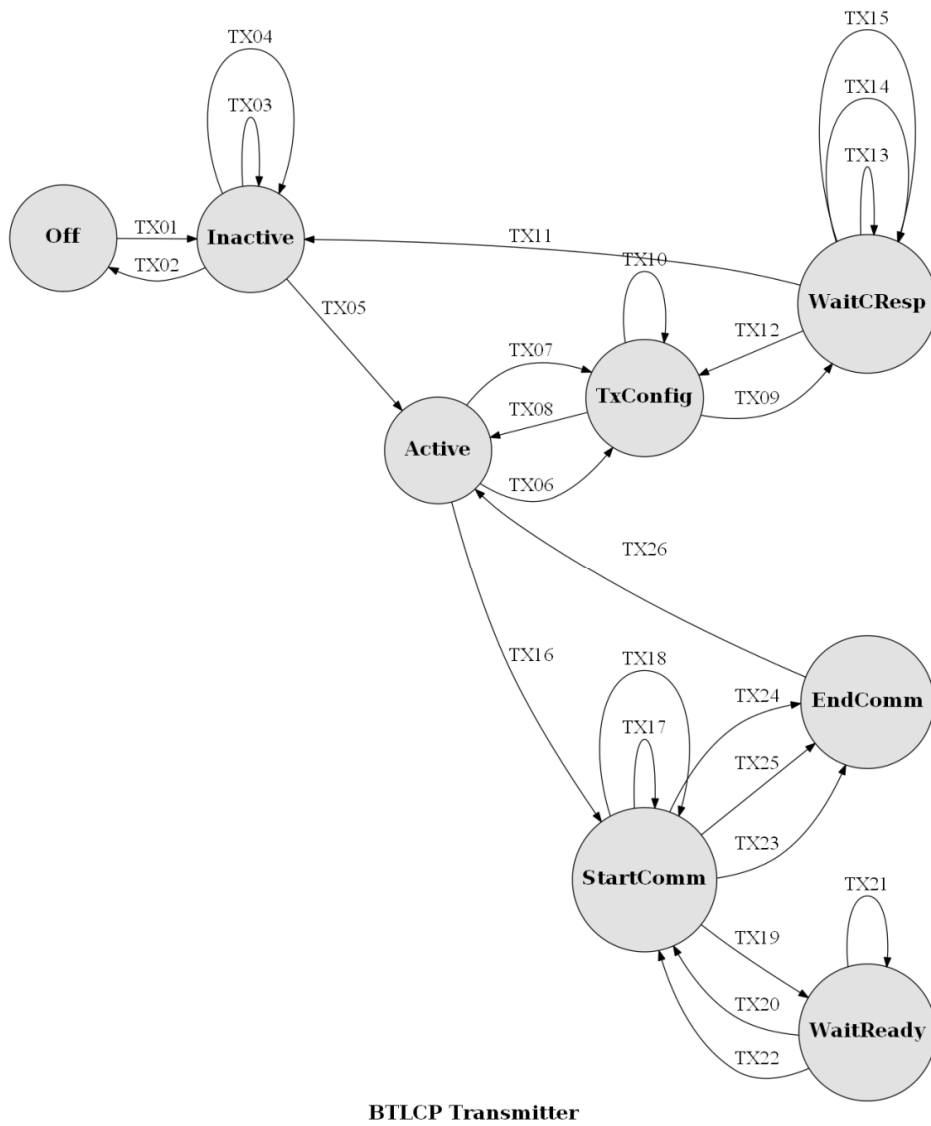 TX15
TX04
TX14
TX03
TX13
Off
TX01
Inactive
TX11
TX02
TX10
WaitCResp
TX05
TX12
TX07
TxConfig
TX09
TX08
Active
TX06
TX26
TX16
TX18
TX24
EndComm
TX17
TX25
TX23
StartComm
TX21
TX19
TX20
WaitReady
TX22
BTLCP Transmitter